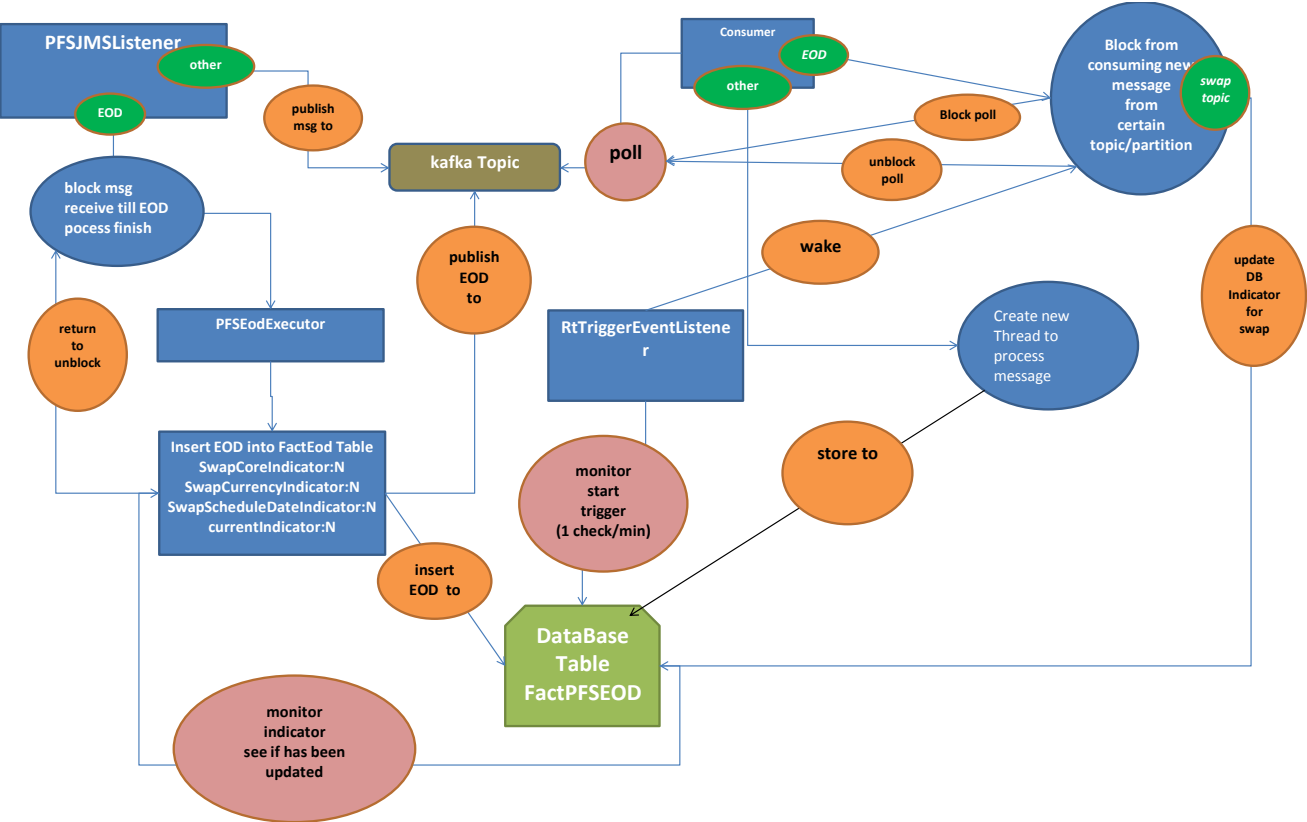 PFSJMSListener
other
EOD
publish
msg to
kafka Topic
poll
Consumer
EOD
other
Block from
consuming new
message
from
certain
topic/partition
swap
topic
Block poll
unblock
poll
wake
block msg
receive till EOD
pocess finish
publish
EOD
to
update
DB
Indicator
for
swap
return
to
unblock
PFSEodExecutor
RtTriggerEventListene
r
Create new
Thread to
process
message
Insert EOD into FactEod Table
SwapCoreIndicator:N
SwapCurrencyIndicator:N
SwapScheduleDateIndicator:N
currentIndicator:N
monitor
start
trigger
(1 check/min)
store to
insert
EOD to
DataBase
Table
FactPFSEOD
monitor
indicator
see if has been
updated